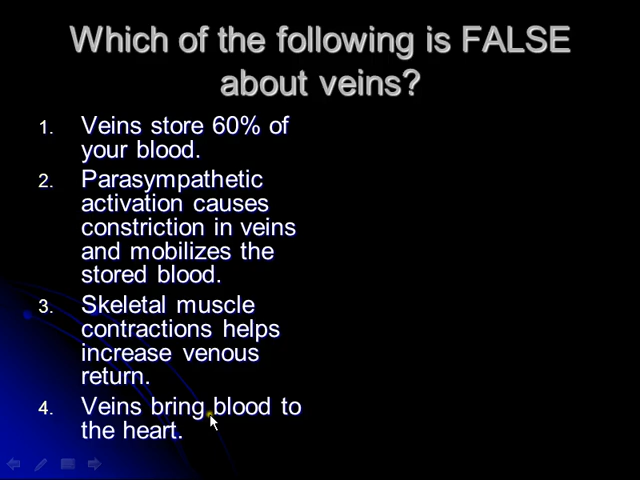 Which of the following is FALSE
about veins?
1. Veins store 60% of
your blood.
2. Parasympathetic
activation causes
constriction in veins
and mobilizes the
stored blood.
3. Skeletal muscle
contractions helps
increase venous
return.
4. Veins bring blood to
the heart.